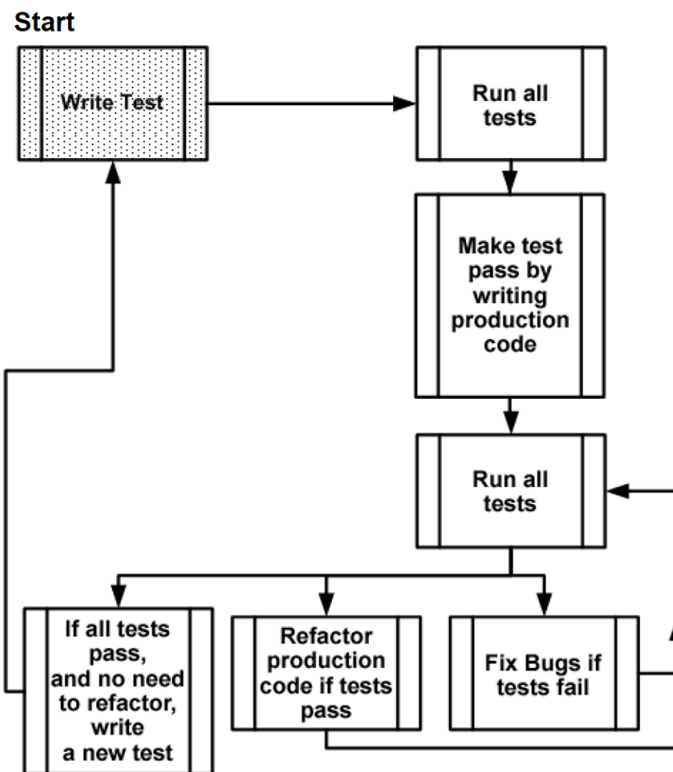 Start
Write Test
Run all
tests
Make test
pass by
writing
production
code
Run all
tests
If all tests
pass,
and no need
to refactor,
write
a new test
Refactor
production
code if tests
pass
Fix Bugs if
tests fail